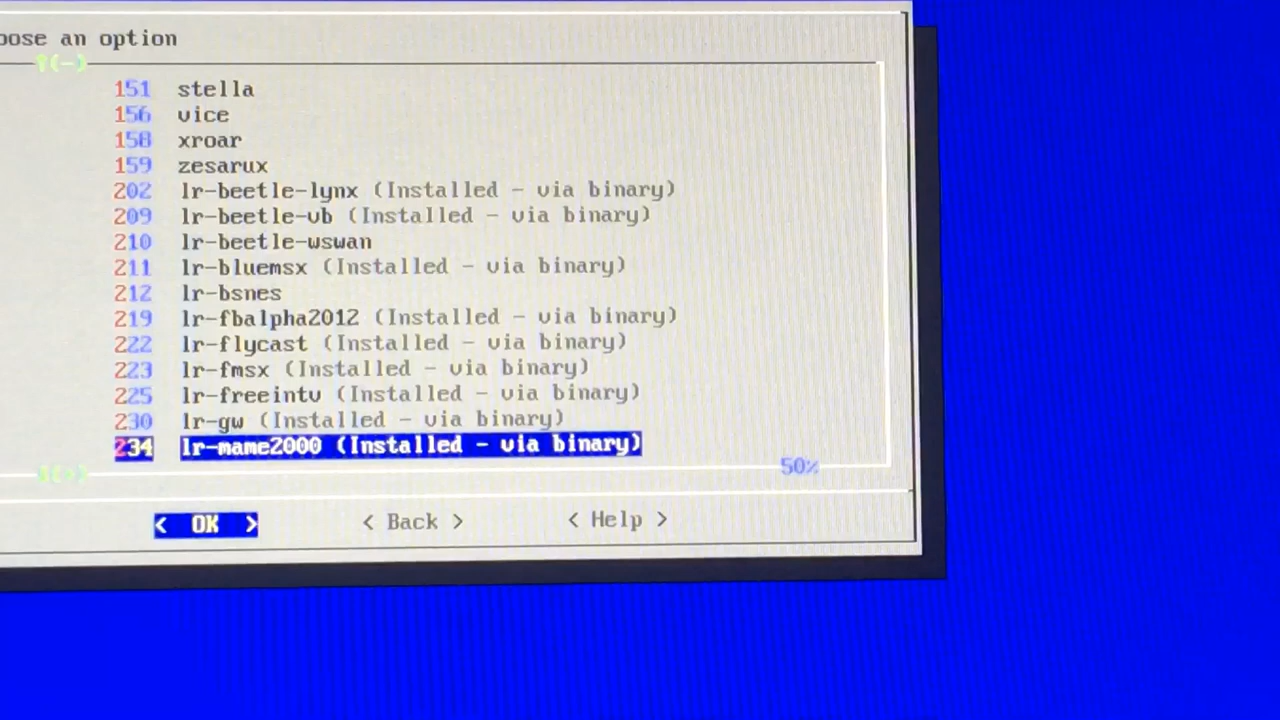 oose an option
↑(-)
151 stella
156 vice
158 xroar
159 zesarux
202 lr-beetle-lynx (Installed - via binary)
209 lr-beetle-vb (Installed - via binary)
210 lr-beetle-wswan
211 lr-bluemsx (Installed - via binary)
212 lr-bsnes
219 lr-fbalpha2012 (Installed - via binary)
222 lr-flycast (Installed - via binary)
223 lr-fmsx (Installed - via binary)
225 lr-freeintv (Installed - via binary)
230 lr-gw (Installed - via binary)
234 lr-mame2000 (Installed - via binary)
↓(+) 50%
< OK > < Back > < Help >